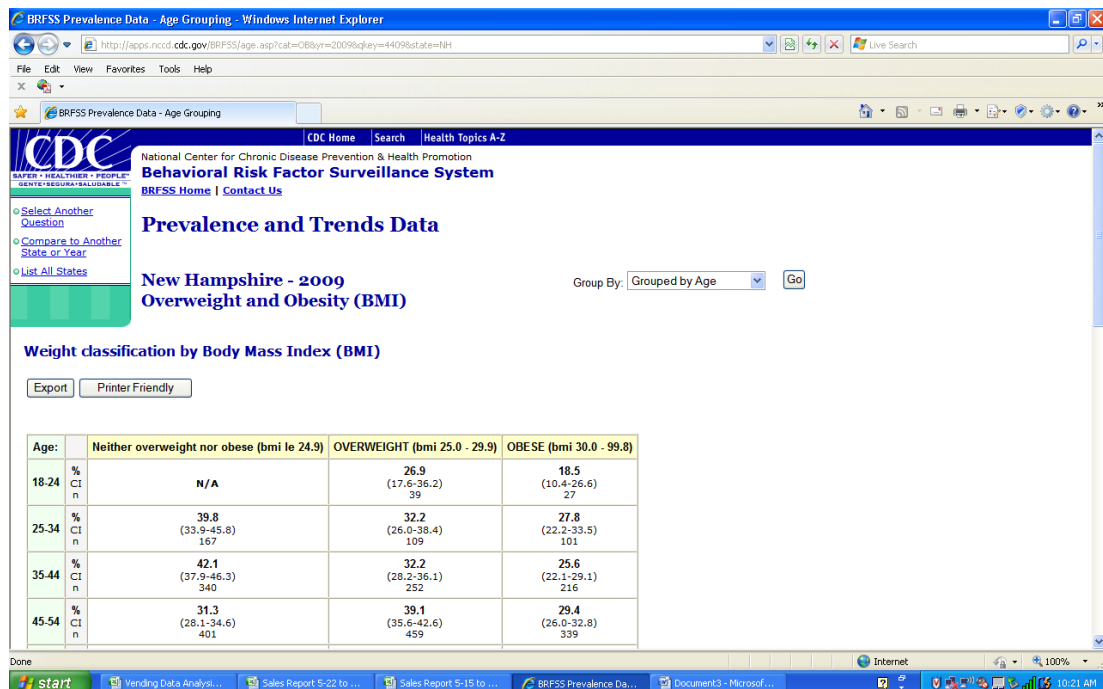 BRFSS Prevalence Data - Age Grouping - Windows Internet Explorer
http://apps.nccd.cdc.gov/BRFSS/age.asp?cat=OB&yr=2009&qkey=4409&state=NH
Live Search
File Edit View Favorites Tools Help
x
BRFSS Prevalence Data - Age Grouping
CDC Home Search Health Topics A-Z
CDC
SAFER • HEALTHIER • PEOPLE™
GENTE•SEGURA•SALUDABLE™
National Center for Chronic Disease Prevention & Health Promotion
Behavioral Risk Factor Surveillance System
BRFSS Home | Contact Us
Select Another
Question
Compare to Another
State or Year
List All States
Prevalence and Trends Data
New Hampshire - 2009
Overweight and Obesity (BMI)
Group By: Grouped by Age Go
Weight classification by Body Mass Index (BMI)
Export Printer Friendly
Age: Neither overweight nor obese (bmi le 24.9) OVERWEIGHT (bmi 25.0 - 29.9) OBESE (bmi 30.0 - 99.8)
% 26.9 18.5
18-24 CI N/A (17.6-36.2) (10.4-26.6)
n 39 27
% 39.8 32.2 27.8
25-34 CI (33.9-45.8) (26.0-38.4) (22.2-33.5)
n 167 109 101
% 42.1 32.2 25.6
35-44 CI (37.9-46.3) (28.2-36.1) (22.1-29.1)
n 340 252 216
% 31.3 39.1 29.4
45-54 CI (28.1-34.6) (35.6-42.6) (26.0-32.8)
n 401 459 339
Done Internet 100%
start Vending Data Analysi... Sales Report 5-22 to ... Sales Report 5-15 to ... BRFSS Prevalence Da... Document3 - Microsof... 10:21 AM